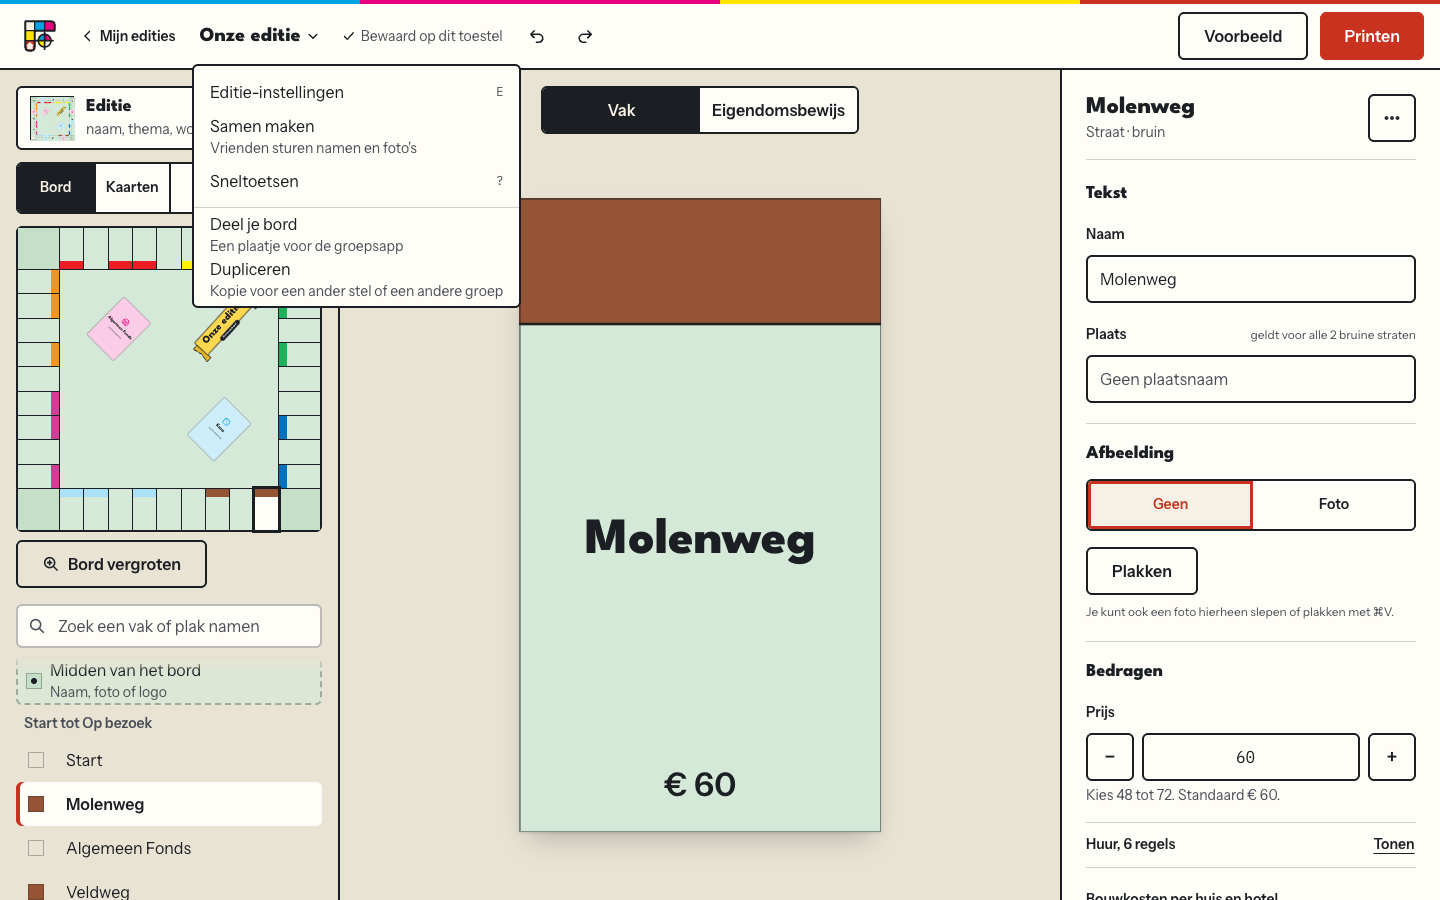 Mijn edities
Onze editie
Bewaard op dit toestel
Voorbeeld
Printen
Editie-instellingen E
Samen maken
Vrienden sturen namen en foto's
Sneltoetsen ?
Deel je bord
Een plaatje voor de groepsapp
Dupliceren
Kopie voor een ander stel of een andere groep
Editie
naam, thema, wo
Bord
Kaarten
Algemeen Fonds
Onze editi
Kans
Bord vergroten
Zoek een vak of plak namen
Midden van het bord
Naam, foto of logo
Start tot Op bezoek
Start
Molenweg
Algemeen Fonds
Veldweg
Vak
Eigendomsbewijs
Molenweg
€ 60
Molenweg
Straat · bruin
Tekst
Naam
Molenweg
Plaats
geldt voor alle 2 bruine straten
Geen plaatsnaam
Afbeelding
Geen
Foto
Plakken
Je kunt ook een foto hierheen slepen of plakken met ⌘V.
Bedragen
Prijs
− 60 +
Kies 48 tot 72. Standaard € 60.
Huur, 6 regels
Tonen
Bouwkosten per huis en hotel